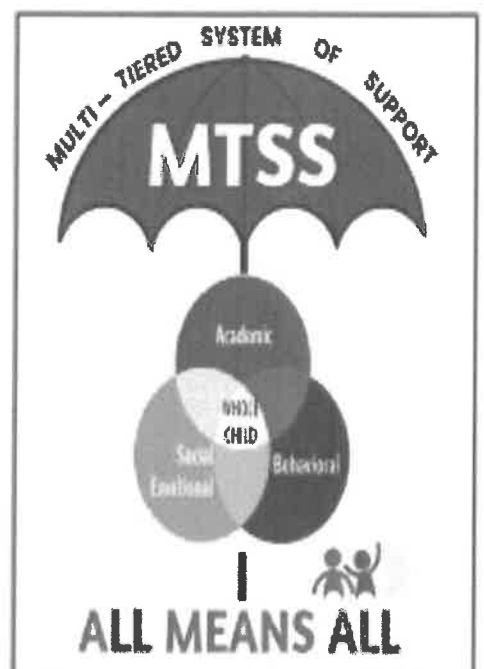 MULTI-TIERED SYSTEM OF SUPPORT
MTSS
Academic
WHOLE
CHILD
Social
Emotional
Behavioral
ALL MEANS ALL